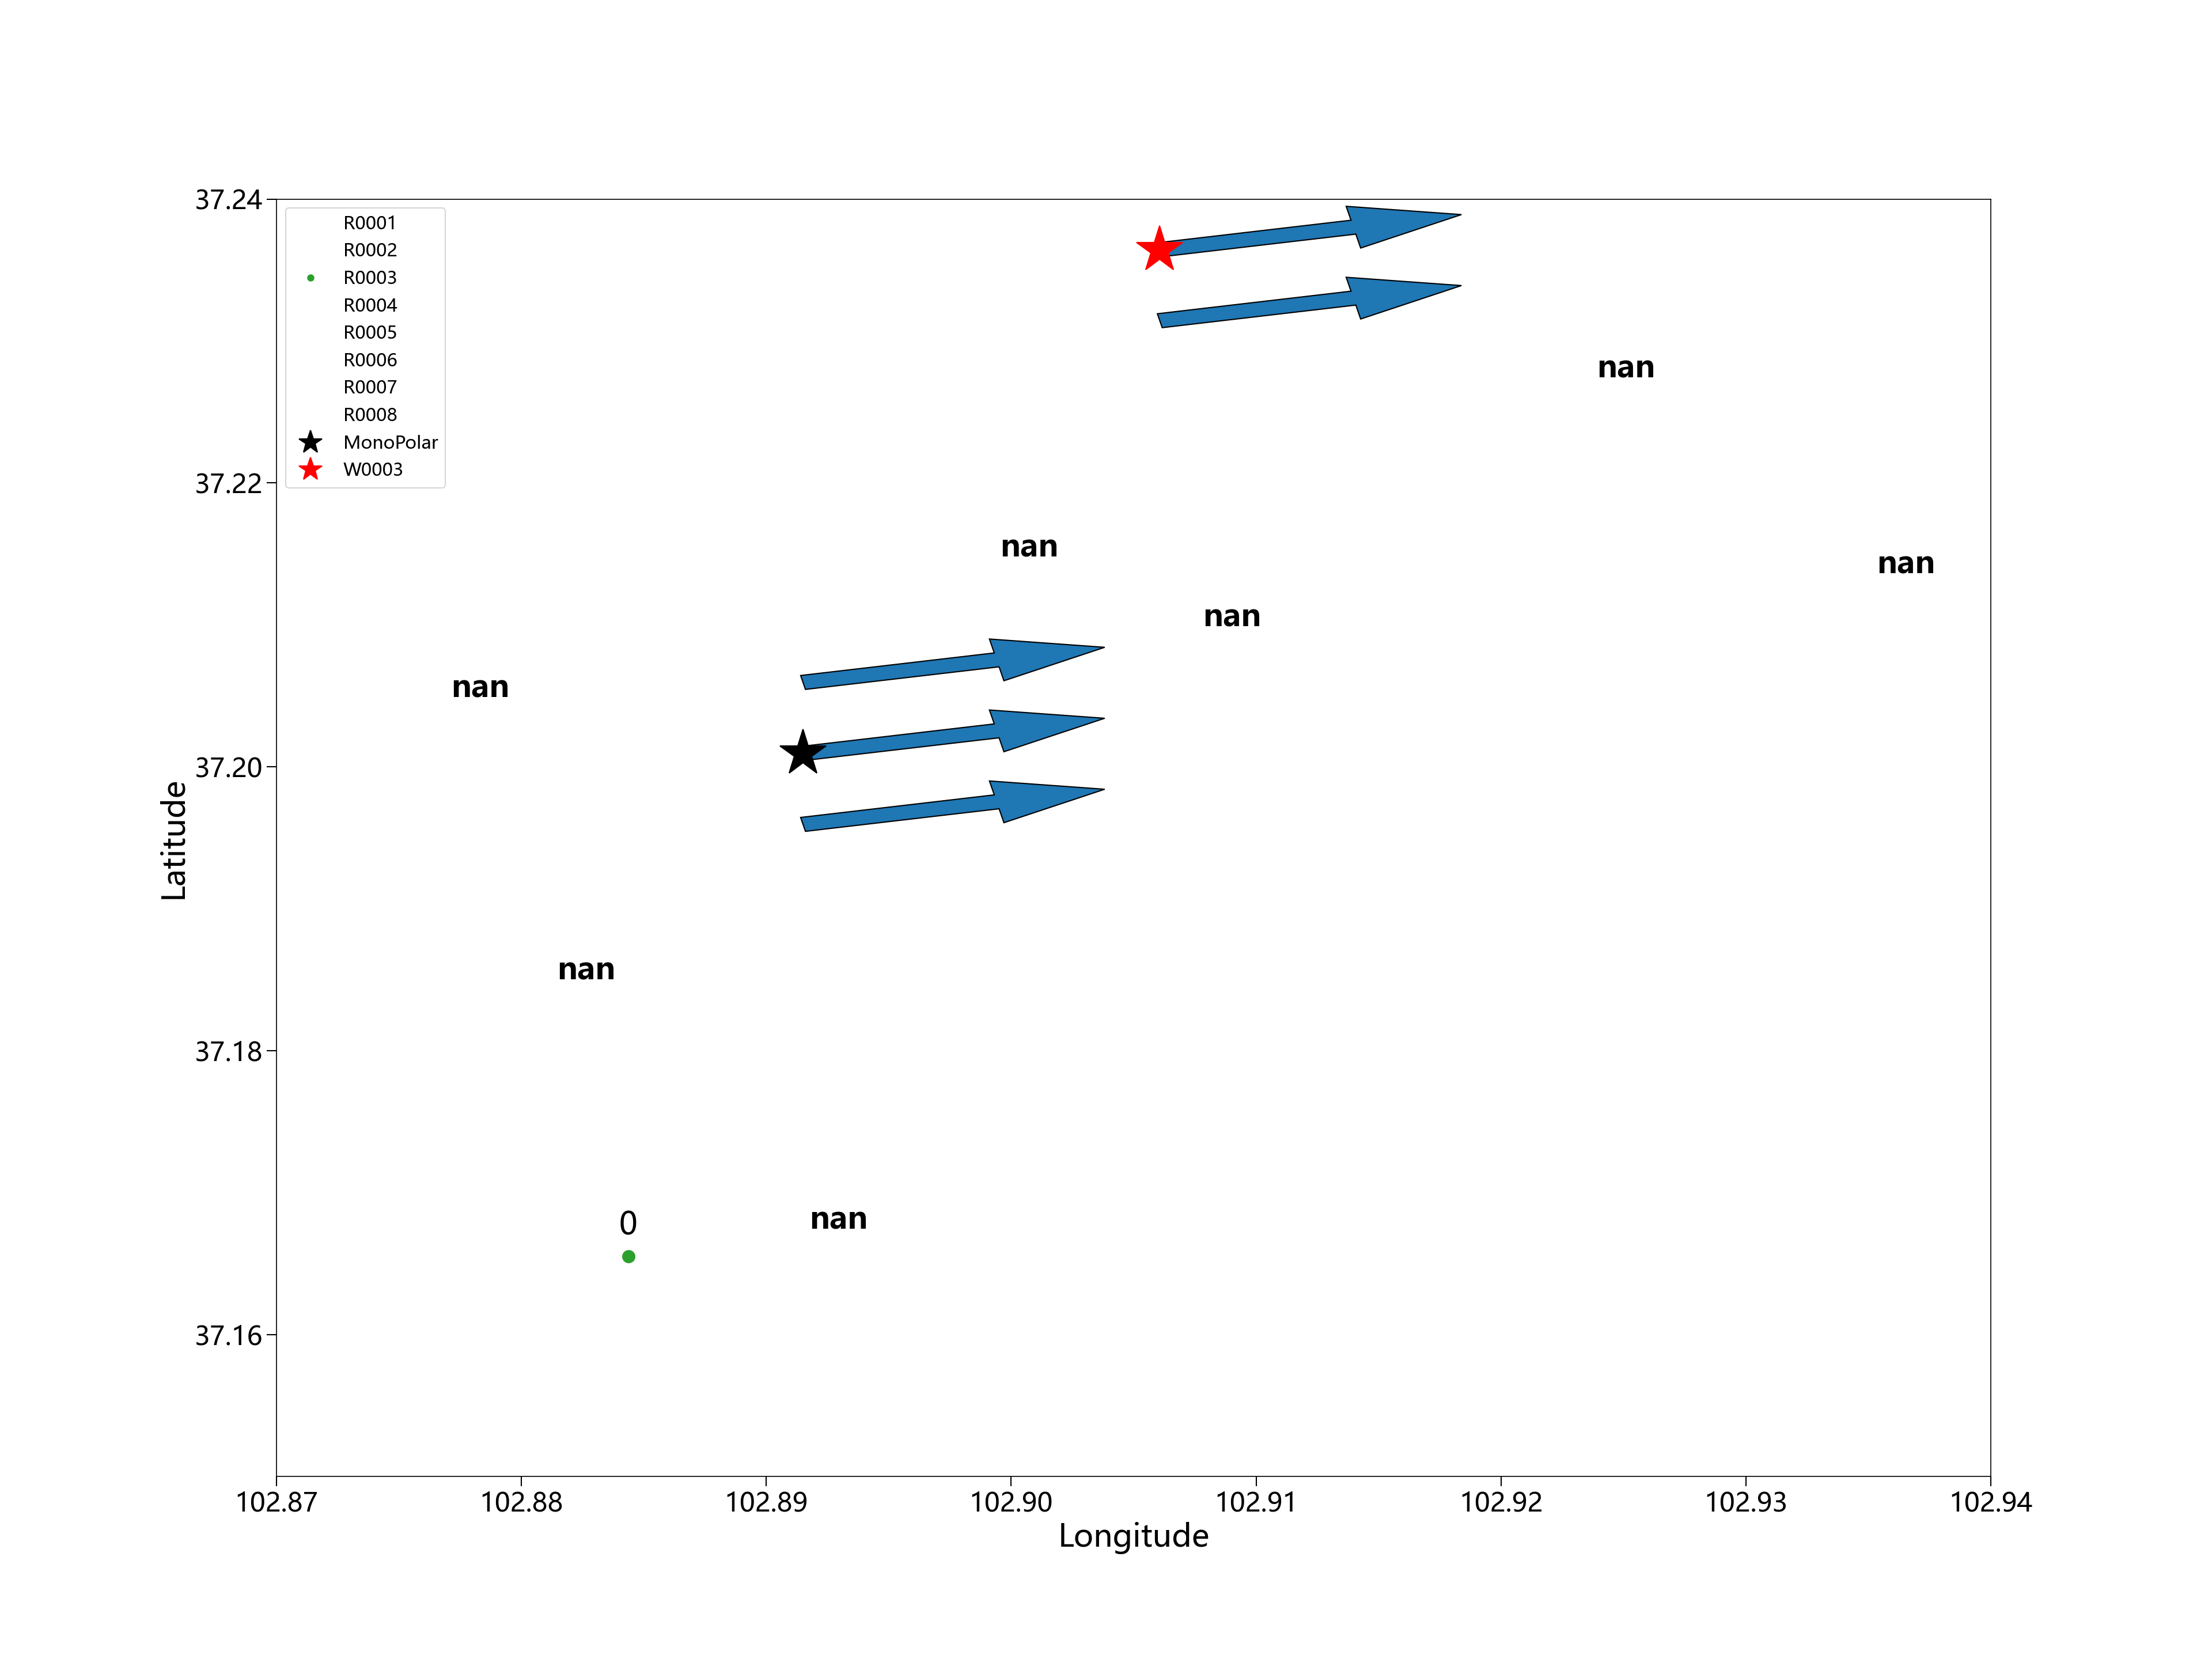 37.24
R0001
R0002
R0003
R0004
R0005
R0006
R0007
R0008
MonoPolar
W0003
nan
37.22
nan
nan
nan
nan
37.20
Latitude
nan
37.18
0
nan
37.16
102.87 102.88 102.89 102.90 102.91 102.92 102.93 102.94
Longitude